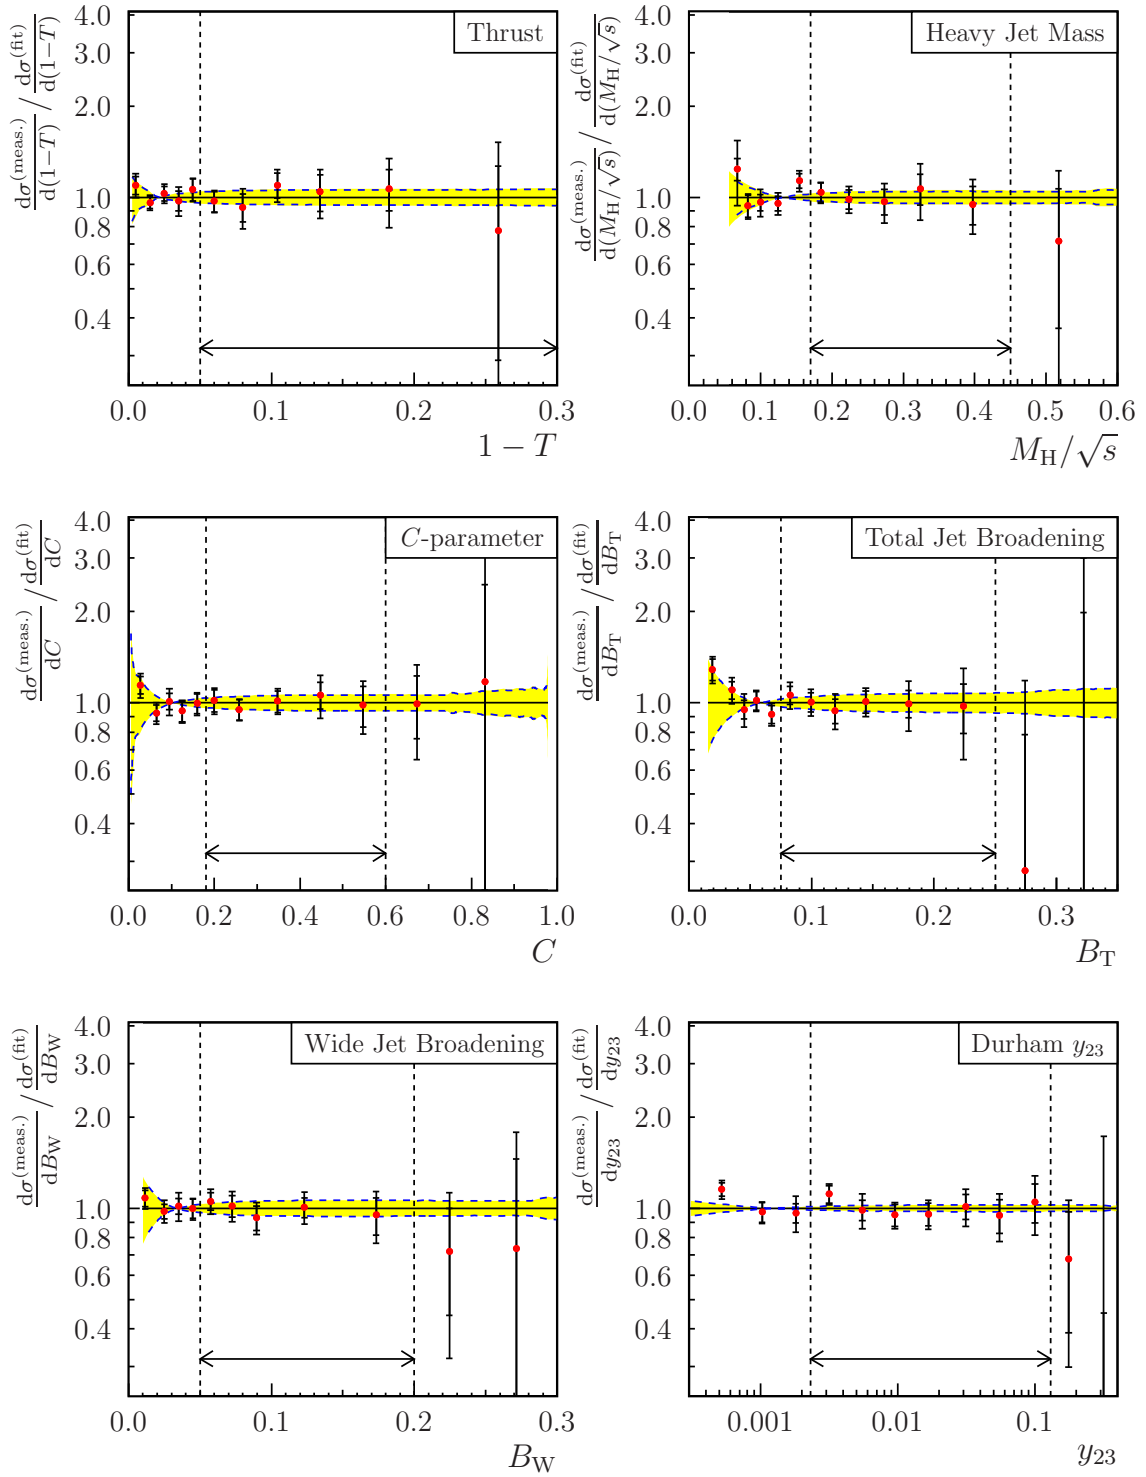 Thrust
dσ^(meas.)/d(1−T) / dσ^(fit)/d(1−T)
4.0
3.0
2.0
1.0
0.8
0.6
0.4
0.0 0.1 0.2 0.3
1 − T
Heavy Jet Mass
dσ^(meas.)/d(M_H/√s) / dσ^(fit)/d(M_H/√s)
4.0
3.0
2.0
1.0
0.8
0.6
0.4
0.0 0.1 0.2 0.3 0.4 0.5 0.6
M_H/√s
C-parameter
dσ^(meas.)/dC / dσ^(fit)/dC
4.0
3.0
2.0
1.0
0.8
0.6
0.4
0.0 0.2 0.4 0.6 0.8 1.0
C
Total Jet Broadening
dσ^(meas.)/dB_T / dσ^(fit)/dB_T
4.0
3.0
2.0
1.0
0.8
0.6
0.4
0.0 0.1 0.2 0.3
B_T
Wide Jet Broadening
dσ^(meas.)/dB_W / dσ^(fit)/dB_W
4.0
3.0
2.0
1.0
0.8
0.6
0.4
0.0 0.1 0.2 0.3
B_W
Durham y_23
dσ^(meas.)/dy_23 / dσ^(fit)/dy_23
4.0
3.0
2.0
1.0
0.8
0.6
0.4
0.001 0.01 0.1
y_23